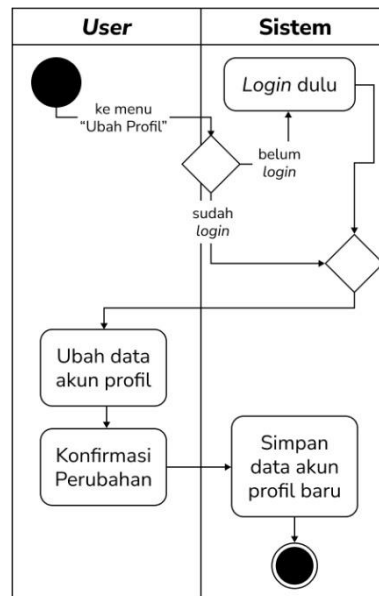 User
Sistem
ke menu
“Ubah Profil”
Login dulu
belum
login
sudah
login
Ubah data
akun profil
Konfirmasi
Perubahan
Simpan
data akun
profil baru